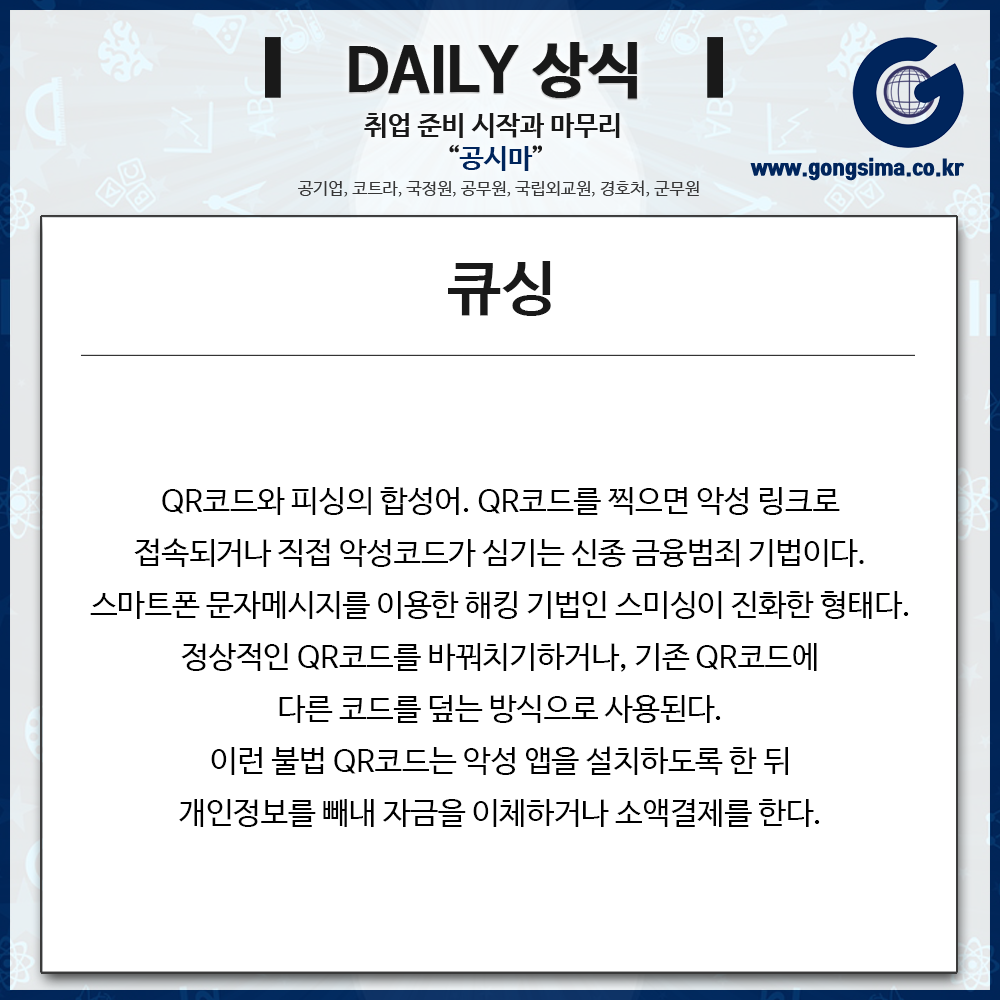 DAILY 상식
취업 준비 시작과 마무리
“공시마”
공기업, 코트라, 국정원, 공무원, 국립외교원, 경호처, 군무원
www.gongsima.co.kr
큐싱
QR코드와 피싱의 합성어. QR코드를 찍으면 악성 링크로
접속되거나 직접 악성코드가 심기는 신종 금융범죄 기법이다.
스마트폰 문자메시지를 이용한 해킹 기법인 스미싱이 진화한 형태다.
정상적인 QR코드를 바꿔치기하거나, 기존 QR코드에
다른 코드를 덮는 방식으로 사용된다.
이런 불법 QR코드는 악성 앱을 설치하도록 한 뒤
개인정보를 빼내 자금을 이체하거나 소액결제를 한다.